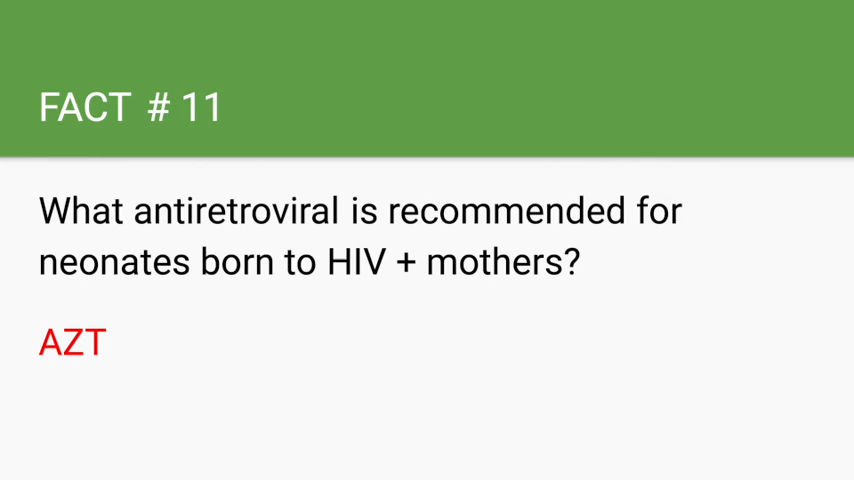 FACT # 11
What antiretroviral is recommended for
neonates born to HIV + mothers?
AZT